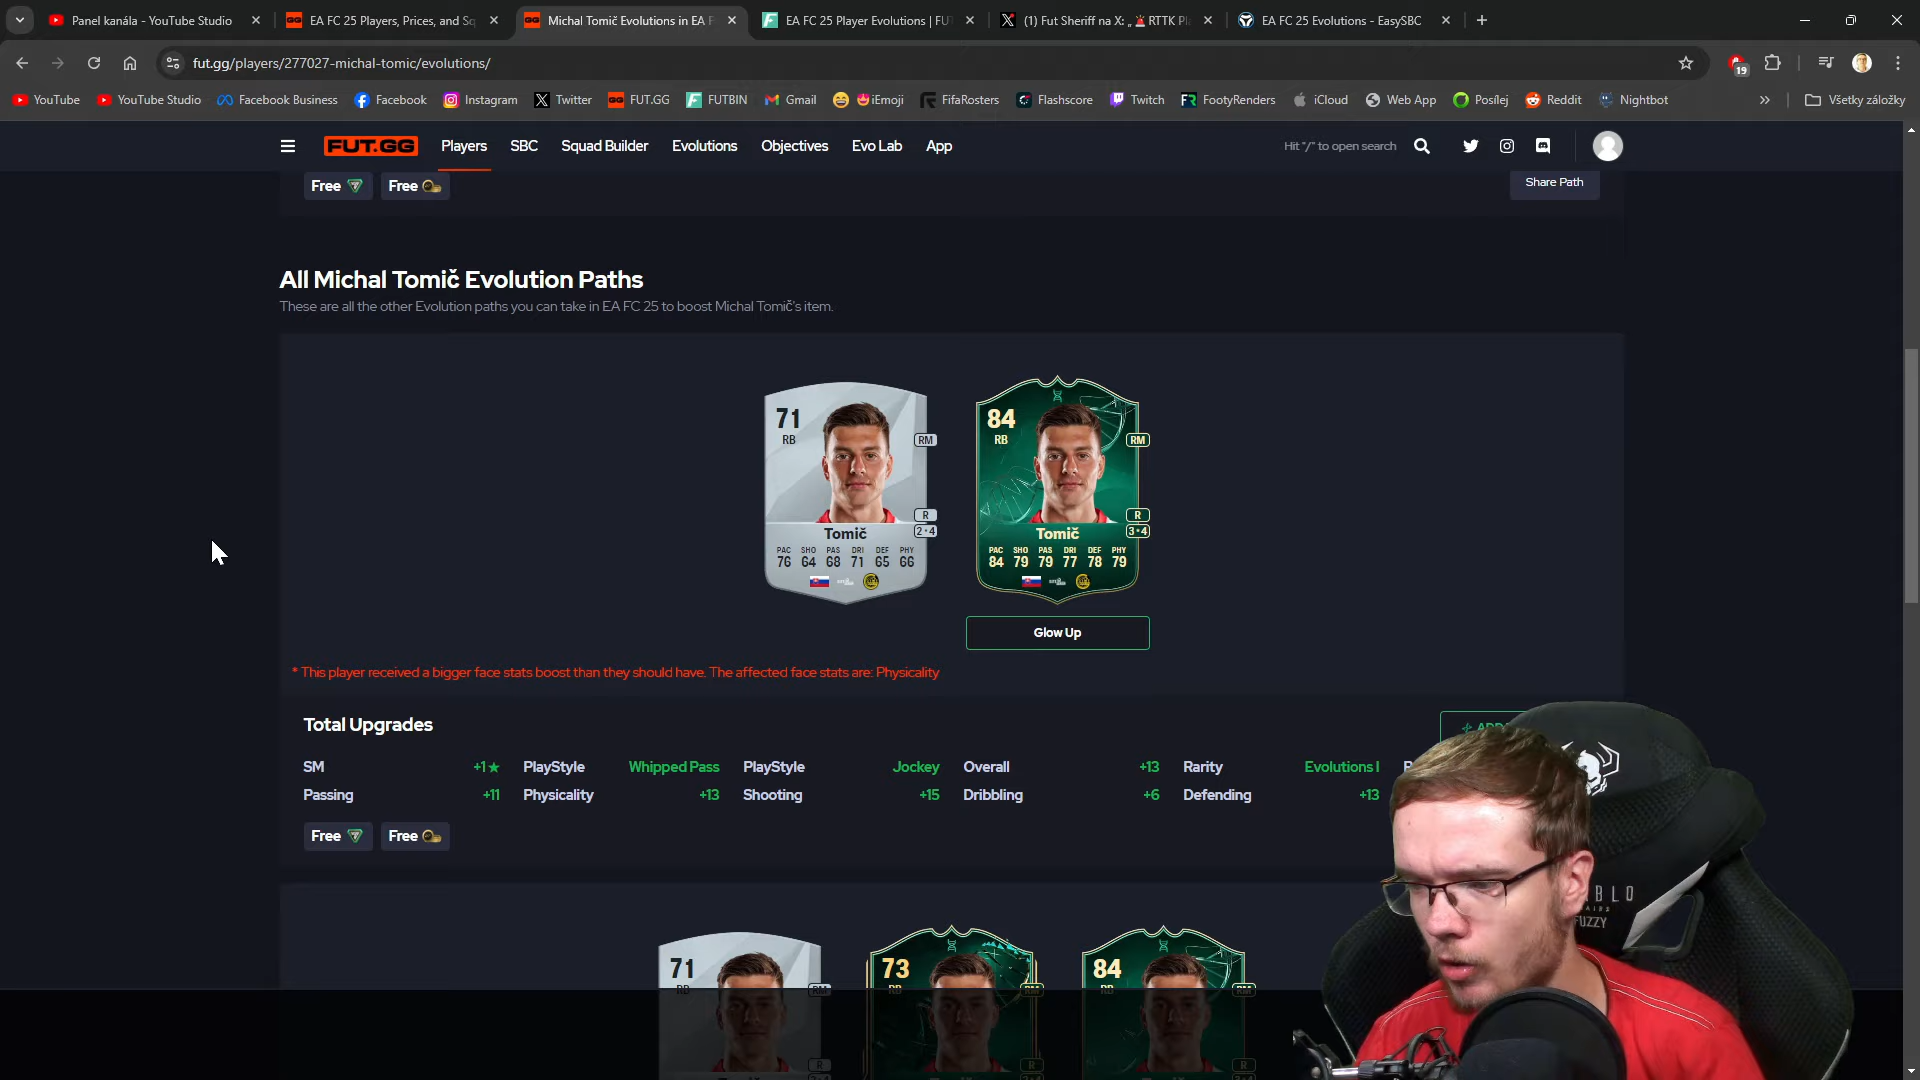 Panel kanála - YouTube Studio
EA FC 25 Players, Prices, and Sq
Michal Tomič Evolutions in EA F
EA FC 25 Player Evolutions | FU
(1) Fut Sheriff na X: „🚨RTTK Pl
EA FC 25 Evolutions - EasySBC
fut.gg/players/277027-michal-tomic/evolutions/
19
YouTube YouTube Studio Facebook Business Facebook Instagram Twitter FUT.GG FUTBIN Gmail iEmoji FifaRosters Flashscore Twitch FootyRenders iCloud Web App Posílej Reddit Nightbot Všetky záložky
FUT.GG Players SBC Squad Builder Evolutions Objectives Evo Lab App Hit "/" to open search
Free Free Share Path
All Michal Tomič Evolution Paths
These are all the other Evolution paths you can take in EA FC 25 to boost Michal Tomič's item.
71
RB
RM
R
2★4
Tomič
PAC SHO PAS DRI DEF PHY
76 64 68 71 65 66
84
RB
RM
R
3★4
Tomič
PAC SHO PAS DRI DEF PHY
84 79 79 77 78 79
Glow Up
* This player received a bigger face stats boost than they should have. The affected face stats are: Physicality
Total Upgrades
SM +1★ PlayStyle Whipped Pass PlayStyle Jockey Overall +13 Rarity Evolutions I
Passing +11 Physicality +13 Shooting +15 Dribbling +6 Defending +13
Free Free
71
RB
RM
73
RB
RM
84
RB
RM
FUZZY